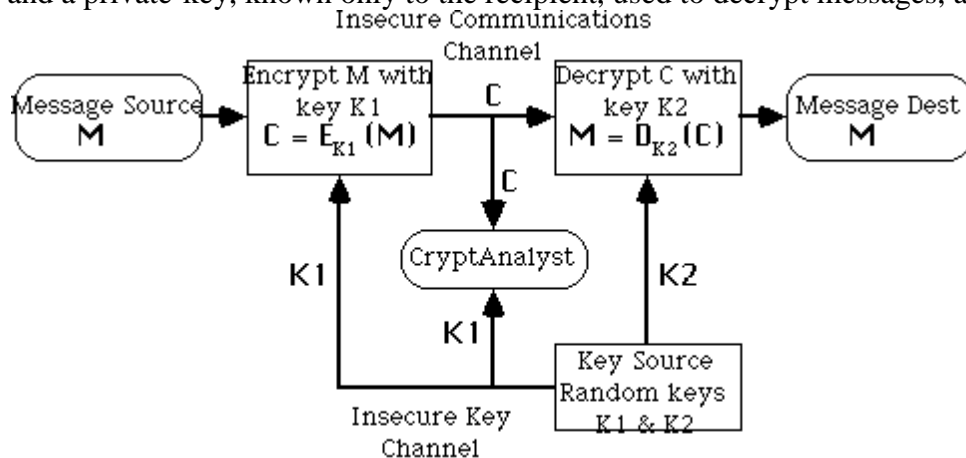 and a private-key, known only to the recipient, used to decrypt messages, a
Insecure Communications
Channel
Message Source
M
Encrypt M with
key K1
C = E_K1 (M)
C
Decrypt C with
key K2
M = D_K2 (C)
Message Dest
M
C
CryptAnalyst
K1
K1
K2
Key Source
Random keys
K1 & K2
Insecure Key
Channel